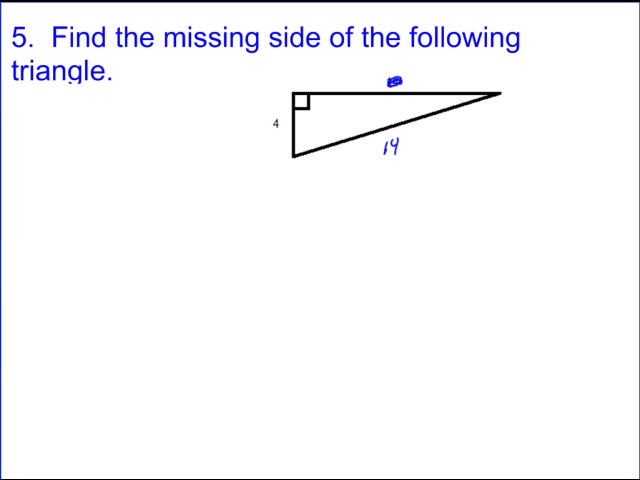 5. Find the missing side of the following
triangle.
4
14